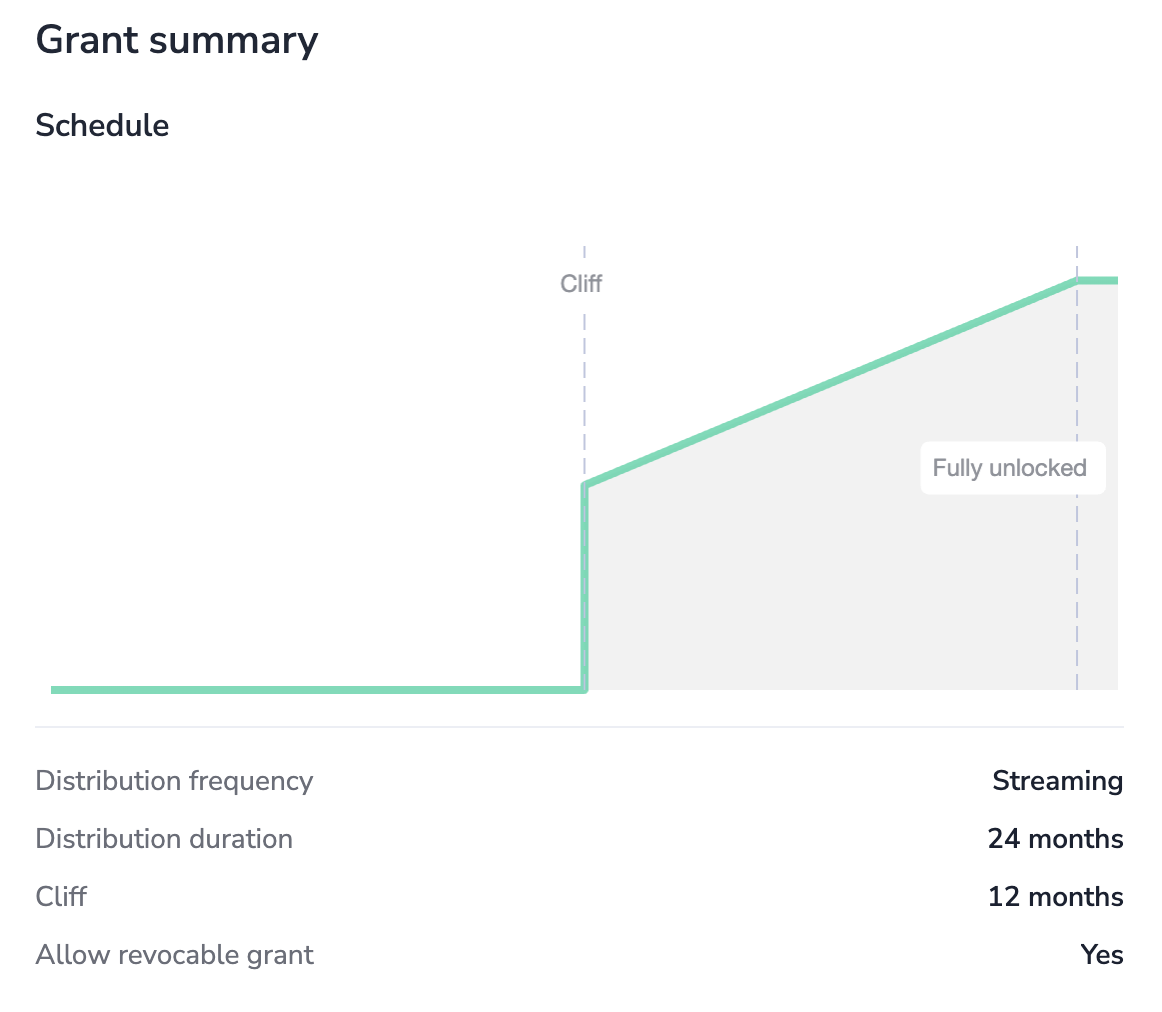 Grant summary
Schedule
Cliff
Fully unlocked
Distribution frequency Streaming
Distribution duration 24 months
Cliff 12 months
Allow revocable grant Yes